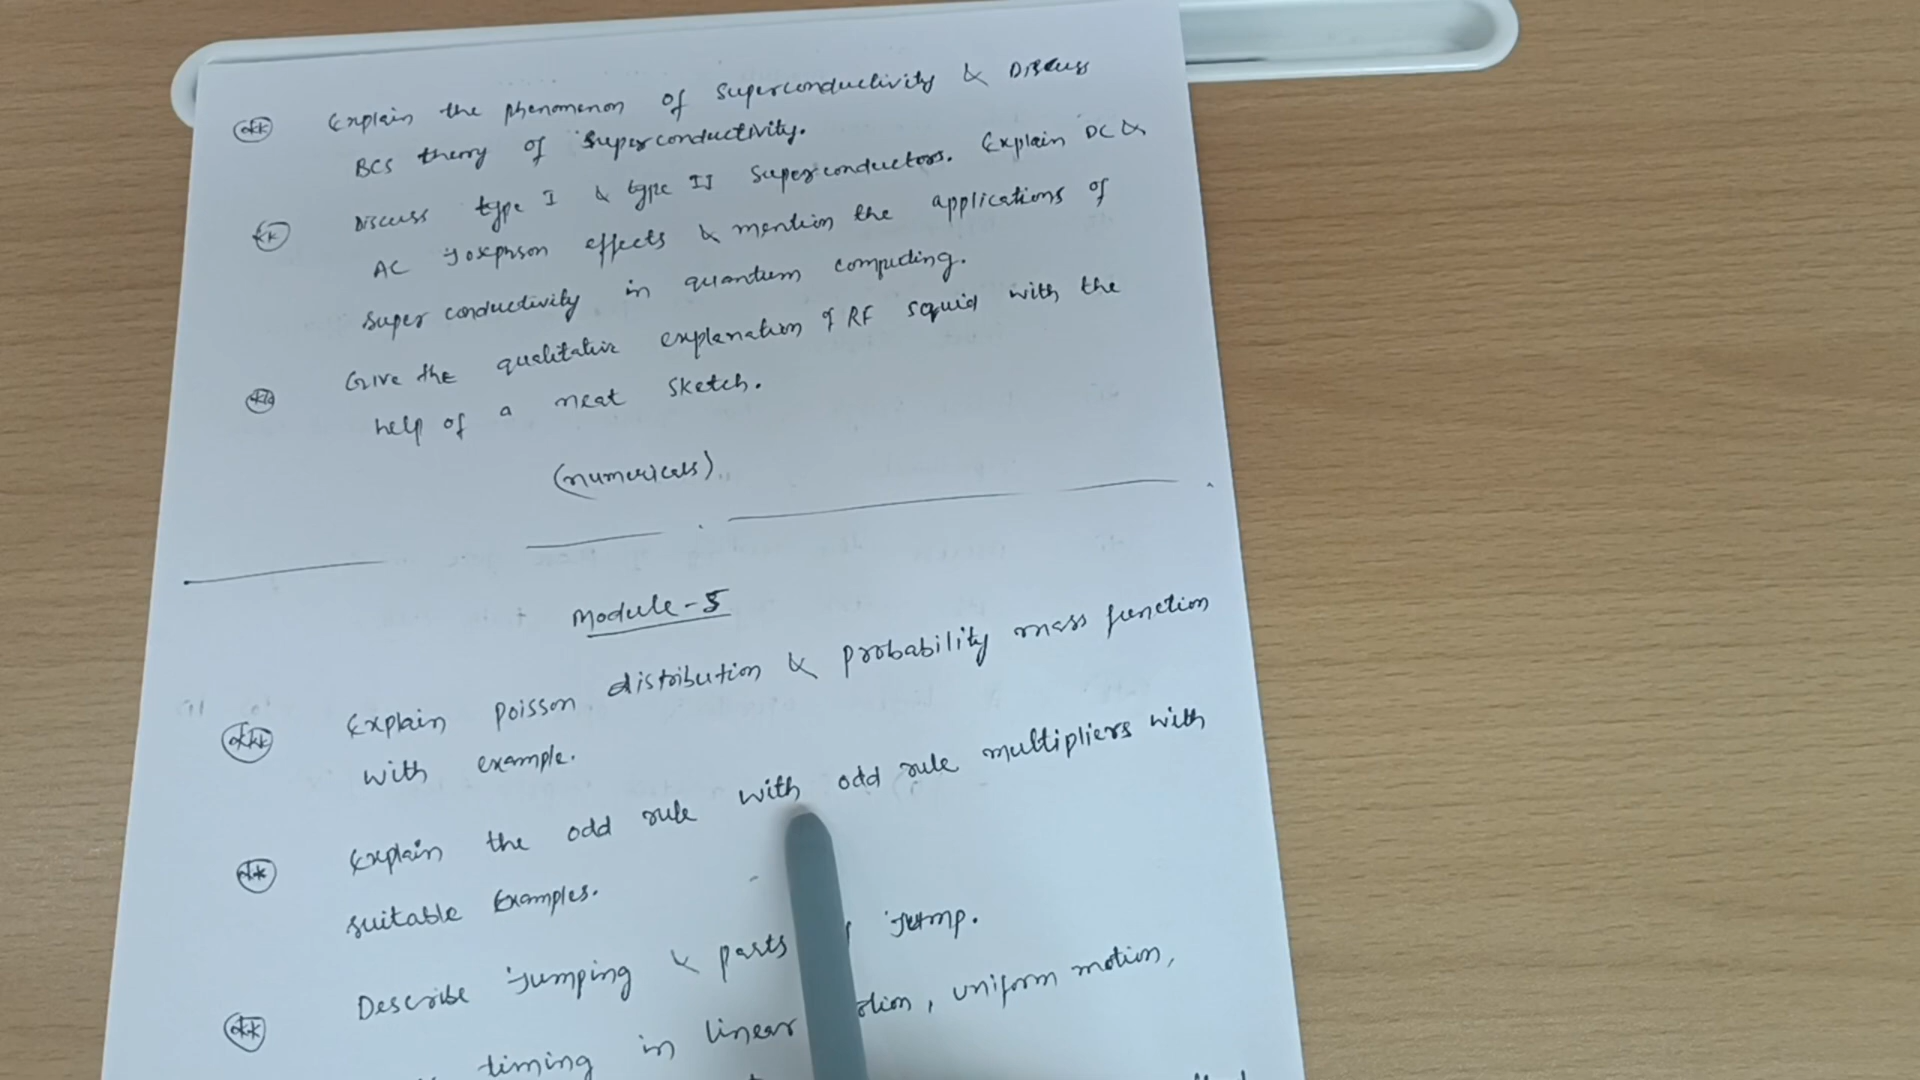 Explain the phenomenon of superconductivity & Discuss
BCS theory of superconductivity.
Discuss type I & type II superconductors. Explain DC &
AC Josephson effects & mention the applications of
super conductivity in quantum computing.
Give the qualitative explanation of RF squid with the
help of a neat sketch.
(numericals)
Module-5
Explain poisson distribution & probability mass function
with example.
Explain the odd rule with odd rule multipliers with
suitable Examples.
Describe Jumping & parts Jump.
timing in linear motion, uniform motion,